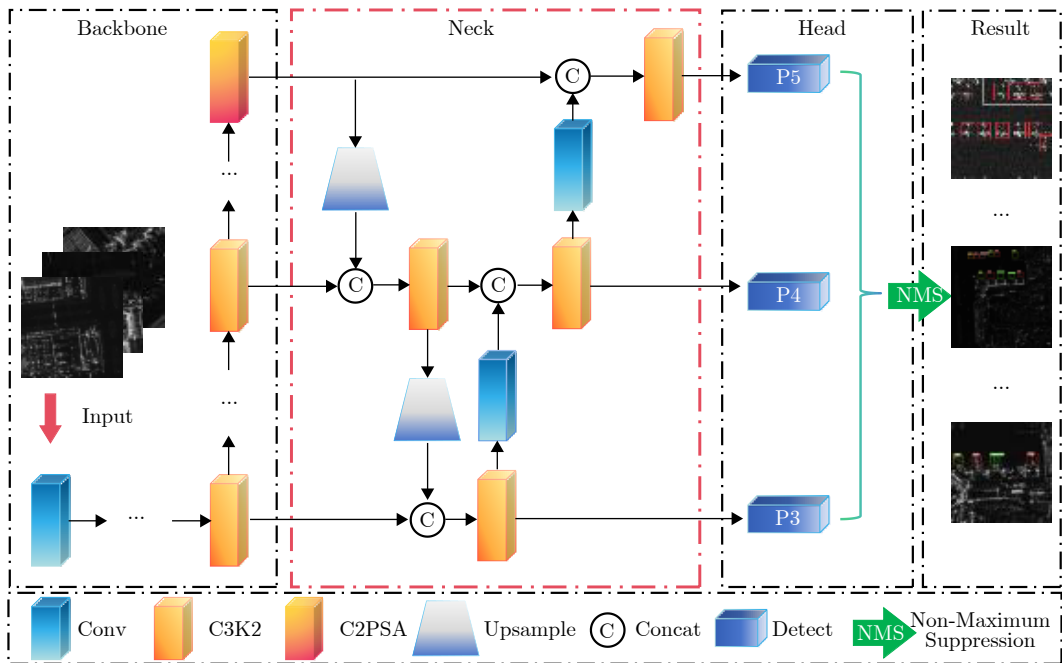 Backbone
Neck
Head
Result
C
P5
...
...
C
C
P4
NMS
...
...
Input
...
C
P3
Conv
C3K2
C2PSA
Upsample
C
Concat
Detect
NMS
Non-Maximum
Suppression